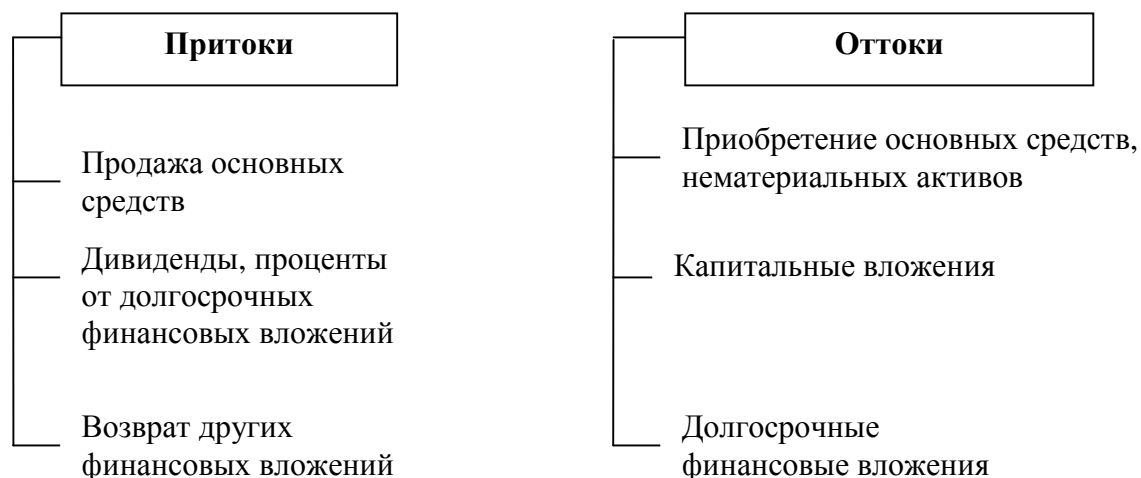 Притоки
Продажа основных
средств
Дивиденды, проценты
от долгосрочных
финансовых вложений
Возврат других
финансовых вложений
Оттоки
Приобретение основных средств,
нематериальных активов
Капитальные вложения
Долгосрочные
финансовые вложения